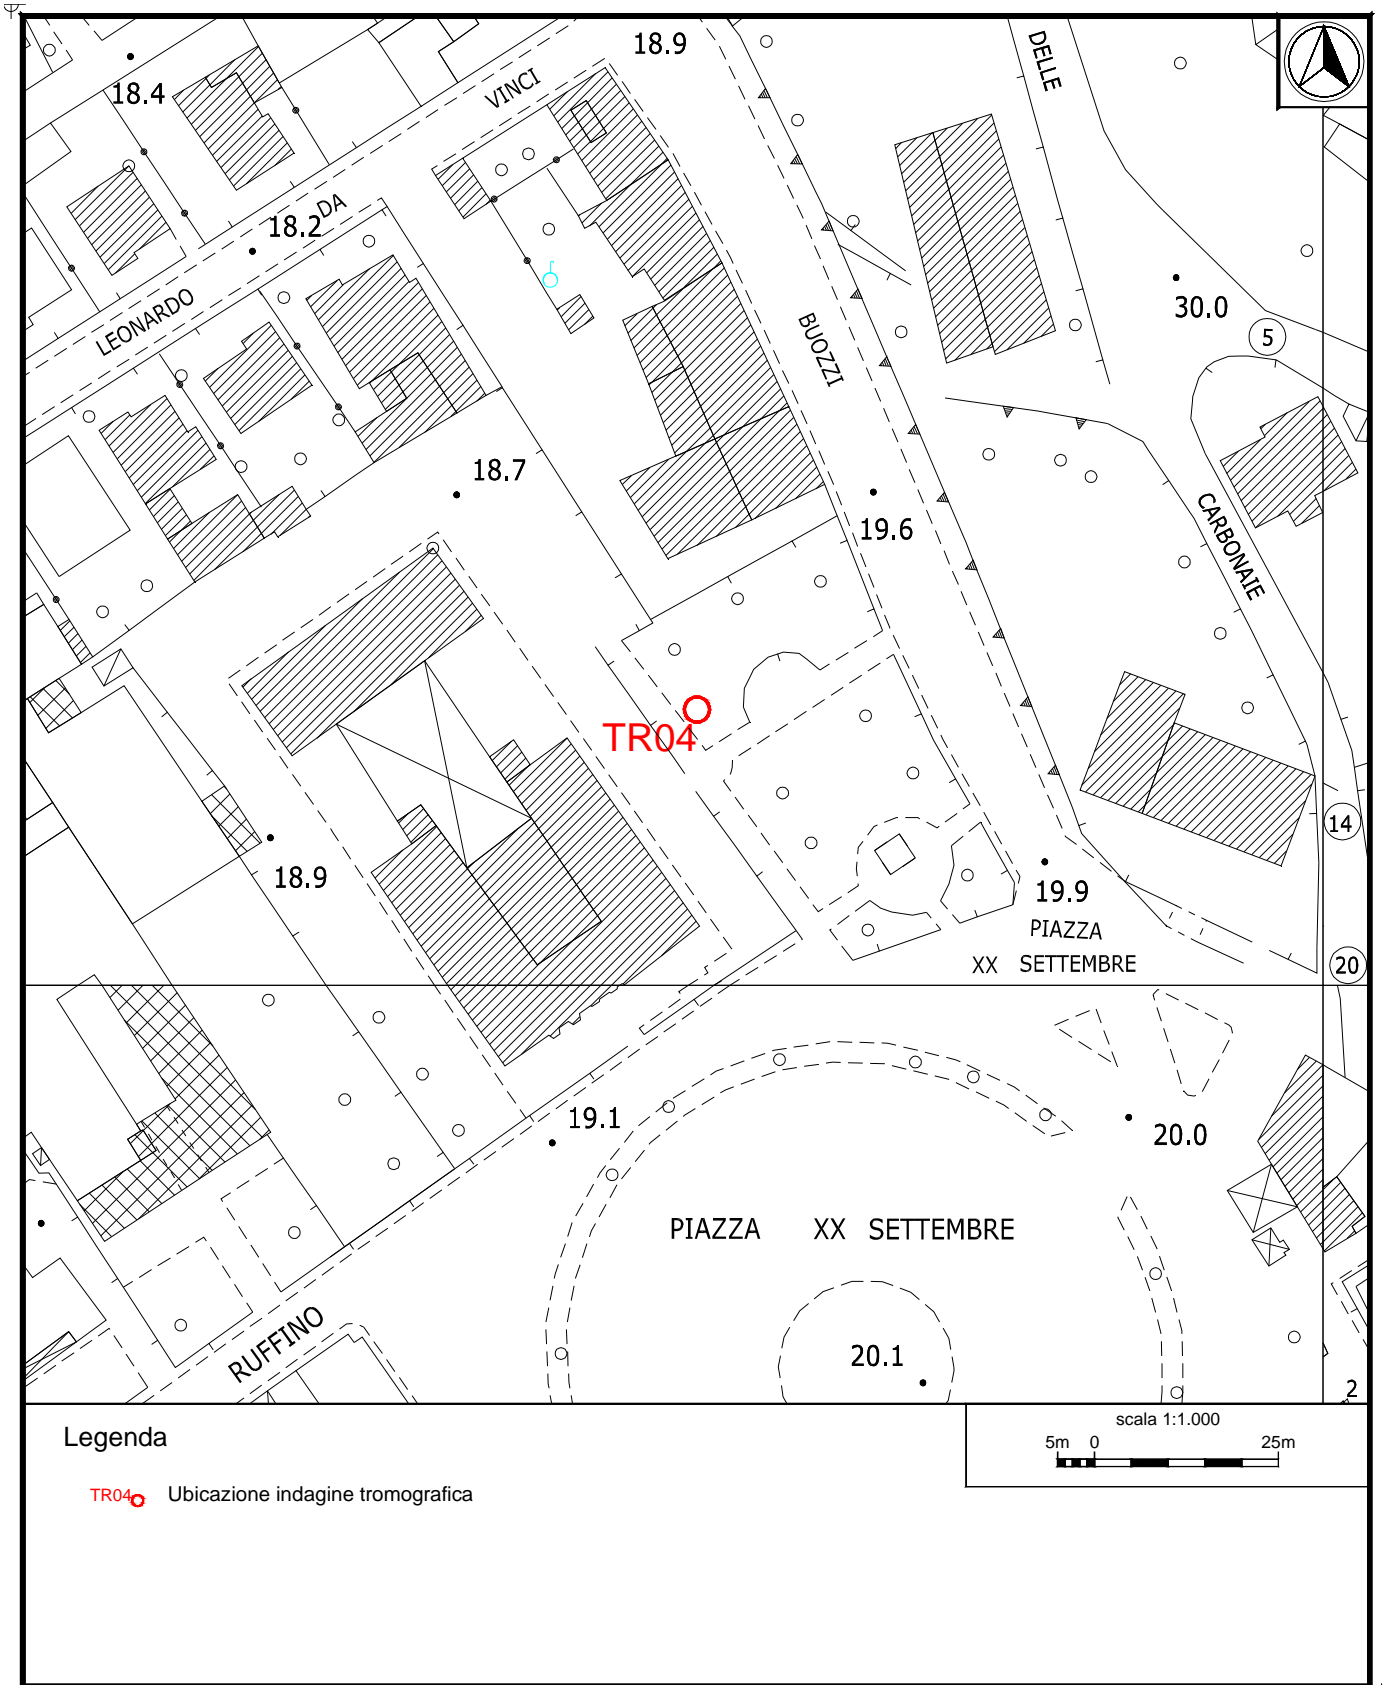 18.9
DELLE
18.4
VINCI
18.2
DA
30.0
LEONARDO
5
BUOZZI
18.7
19.6
CARBONAIE
TR04
14
18.9
19.9
PIAZZA
XX SETTEMBRE
20
19.1
20.0
PIAZZA XX SETTEMBRE
RUFFINO
20.1
2
Legenda
scala 1:1.000
5m 0 25m
TR04 Ubicazione indagine tromografica